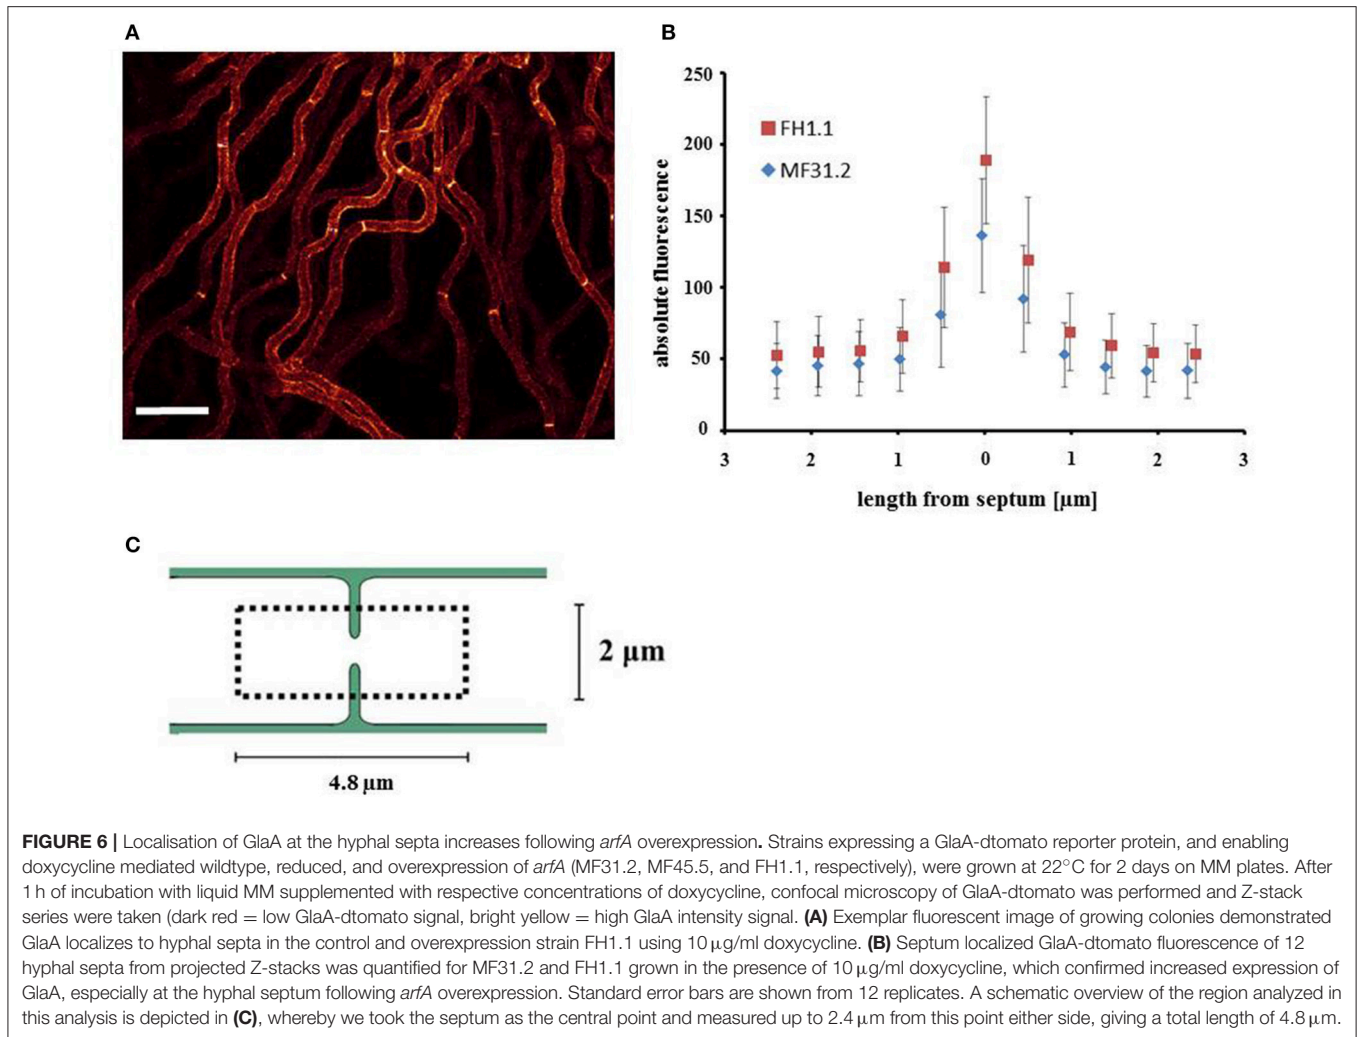 A
B
250
200
150
100
50
0
absolute fluorescence
FH1.1
MF31.2
3 2 1 0 1 2 3
length from septum [µm]
C
2 µm
4.8 µm
FIGURE 6 | Localisation of GlaA at the hyphal septa increases following arfA overexpression. Strains expressing a GlaA-dtomato reporter protein, and enabling
doxycycline mediated wildtype, reduced, and overexpression of arfA (MF31.2, MF45.5, and FH1.1, respectively), were grown at 22°C for 2 days on MM plates. After
1 h of incubation with liquid MM supplemented with respective concentrations of doxycycline, confocal microscopy of GlaA-dtomato was performed and Z-stack
series were taken (dark red = low GlaA-dtomato signal, bright yellow = high GlaA intensity signal. (A) Exemplar fluorescent image of growing colonies demonstrated
GlaA localizes to hyphal septa in the control and overexpression strain FH1.1 using 10 µg/ml doxycycline. (B) Septum localized GlaA-dtomato fluorescence of 12
hyphal septa from projected Z-stacks was quantified for MF31.2 and FH1.1 grown in the presence of 10 µg/ml doxycycline, which confirmed increased expression of
GlaA, especially at the hyphal septum following arfA overexpression. Standard error bars are shown from 12 replicates. A schematic overview of the region analyzed in
this analysis is depicted in (C), whereby we took the septum as the central point and measured up to 2.4 µm from this point either side, giving a total length of 4.8 µm.